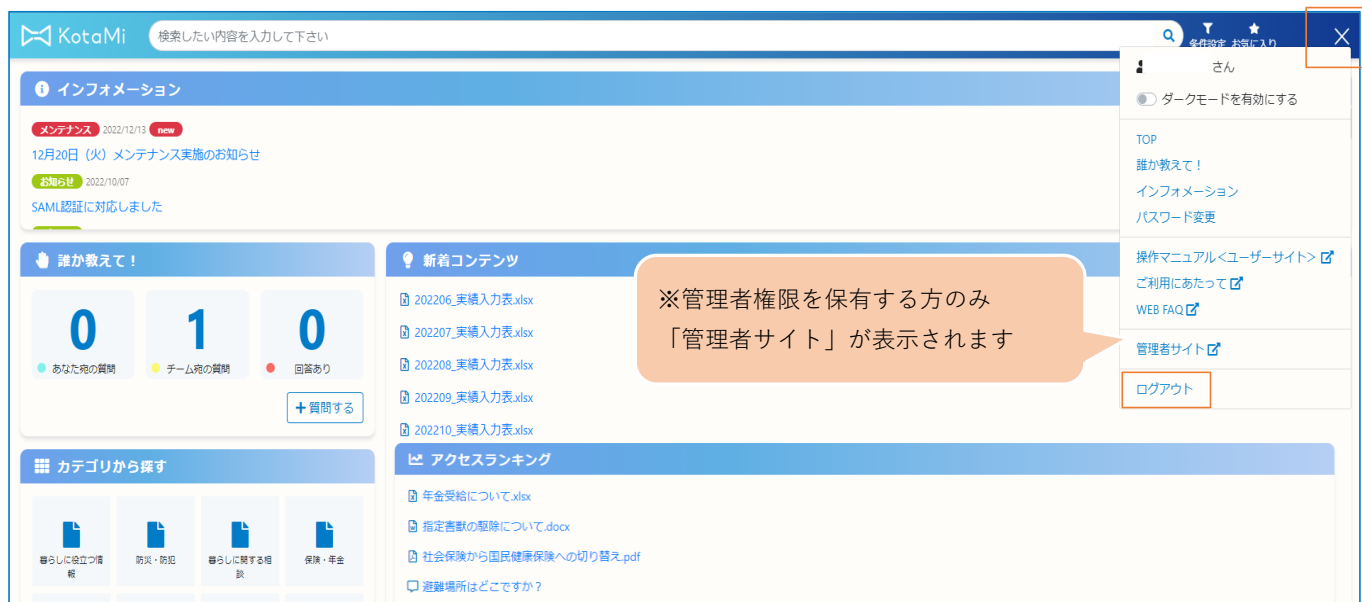 KotaMi
検索したい内容を入力して下さい
条件設定 お気に入り
さん
ダークモードを有効にする
TOP
誰か教えて！
インフォメーション
パスワード変更
操作マニュアル<ユーザーサイト>
ご利用にあたって
WEB FAQ
管理者サイト
ログアウト
インフォメーション
メンテナンス 2022/12/13 new
12月20日（火）メンテナンス実施のお知らせ
お知らせ 2022/10/07
SAML認証に対応しました
誰か教えて！
0 1 0
あなた宛の質問 チーム宛の質問 回答あり
+質問する
新着コンテンツ
202206_実績入力表.xlsx
202207_実績入力表.xlsx
202208_実績入力表.xlsx
202209_実績入力表.xlsx
202210_実績入力表.xlsx
※管理者権限を保有する方のみ
「管理者サイト」が表示されます
カテゴリから探す
暮らしに役立つ情報
防災・防犯
暮らしに関する相談
保険・年金
アクセスランキング
年金受給について.xlsx
指定害獣の駆除について.docx
社会保険から国民健康保険への切り替え.pdf
避難場所はどこですか？